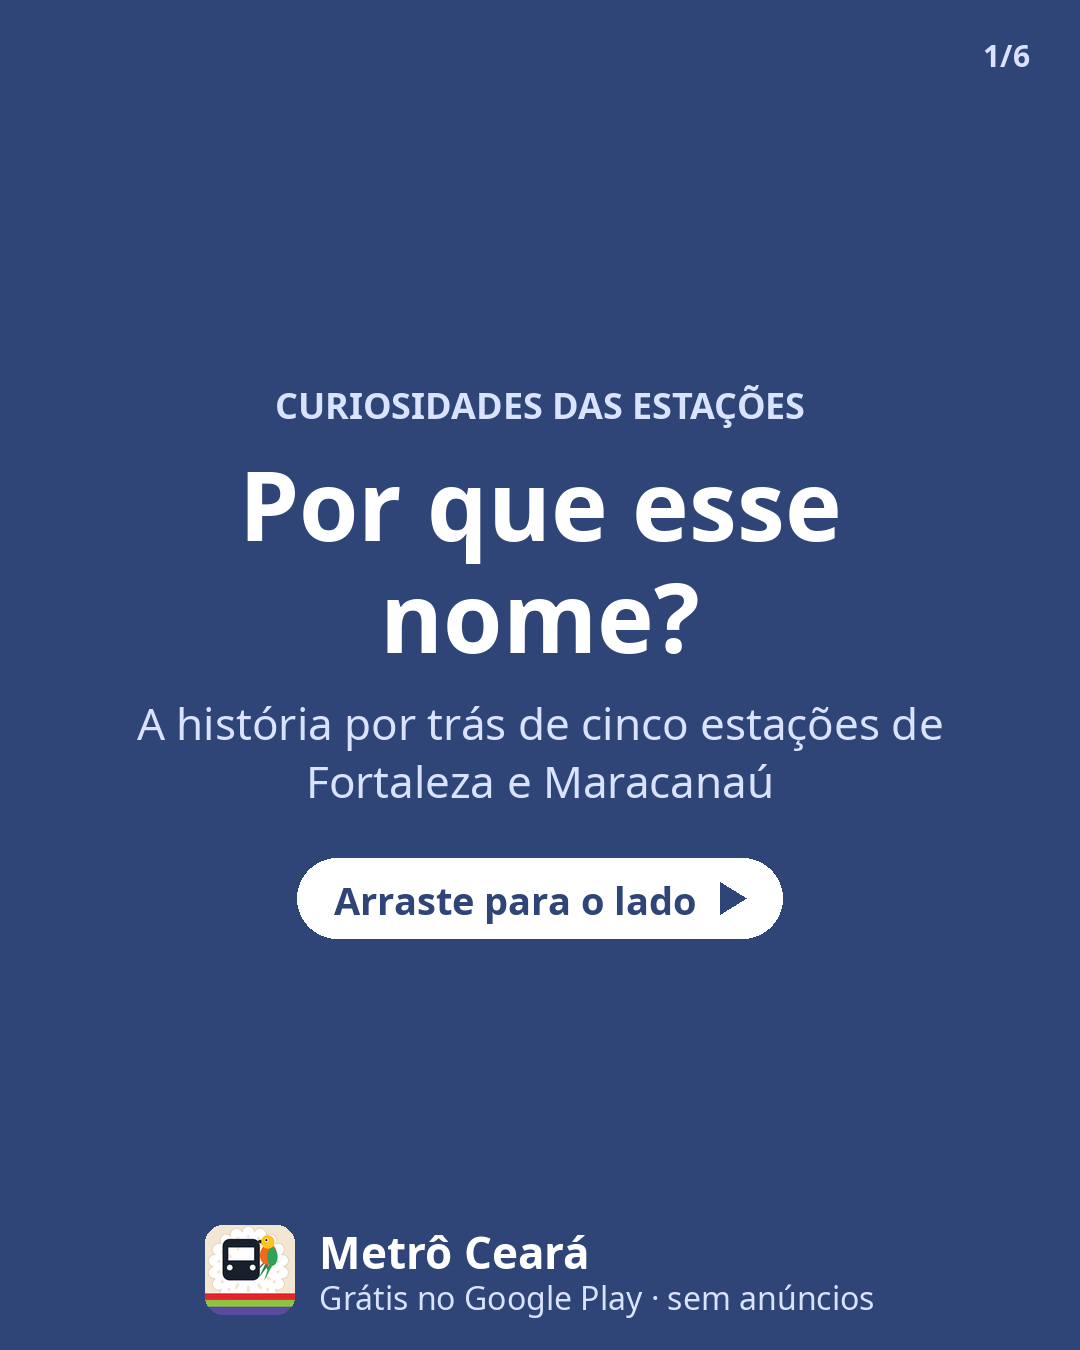 1/6
CURIOSIDADES DAS ESTAÇÕES
Por que esse
nome?
A história por trás de cinco estações de
Fortaleza e Maracanaú
Arraste para o lado
Metrô Ceará
Grátis no Google Play · sem anúncios